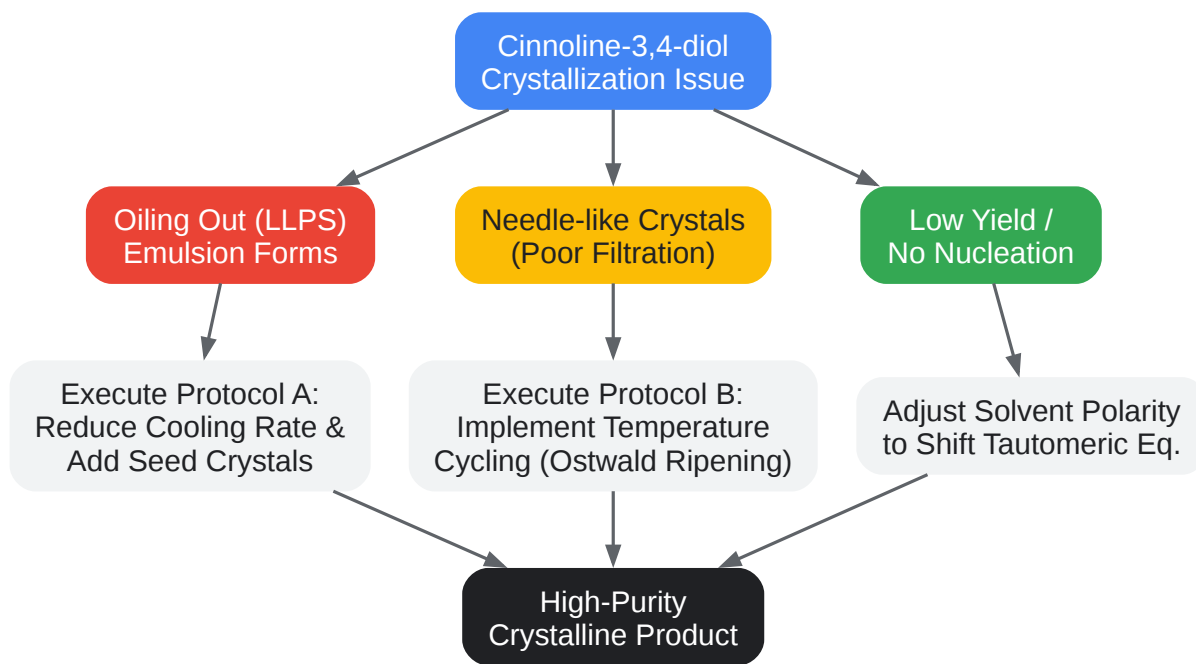 Cinnoline-3,4-diol
Crystallization Issue
Oiling Out (LLPS)
Emulsion Forms
Needle-like Crystals
(Poor Filtration)
Low Yield /
No Nucleation
Execute Protocol A:
Reduce Cooling Rate &
Add Seed Crystals
Execute Protocol B:
Implement Temperature
Cycling (Ostwald Ripening)
Adjust Solvent Polarity
to Shift Tautomeric Eq.
High-Purity
Crystalline Product